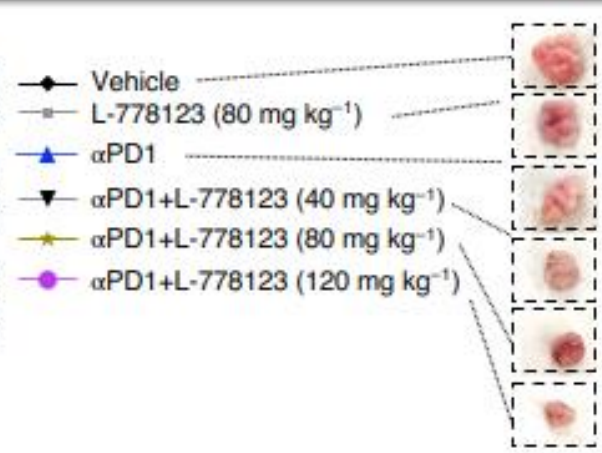 Vehicle
L-778123 (80 mg kg⁻¹)
αPD1
αPD1+L-778123 (40 mg kg⁻¹)
αPD1+L-778123 (80 mg kg⁻¹)
αPD1+L-778123 (120 mg kg⁻¹)